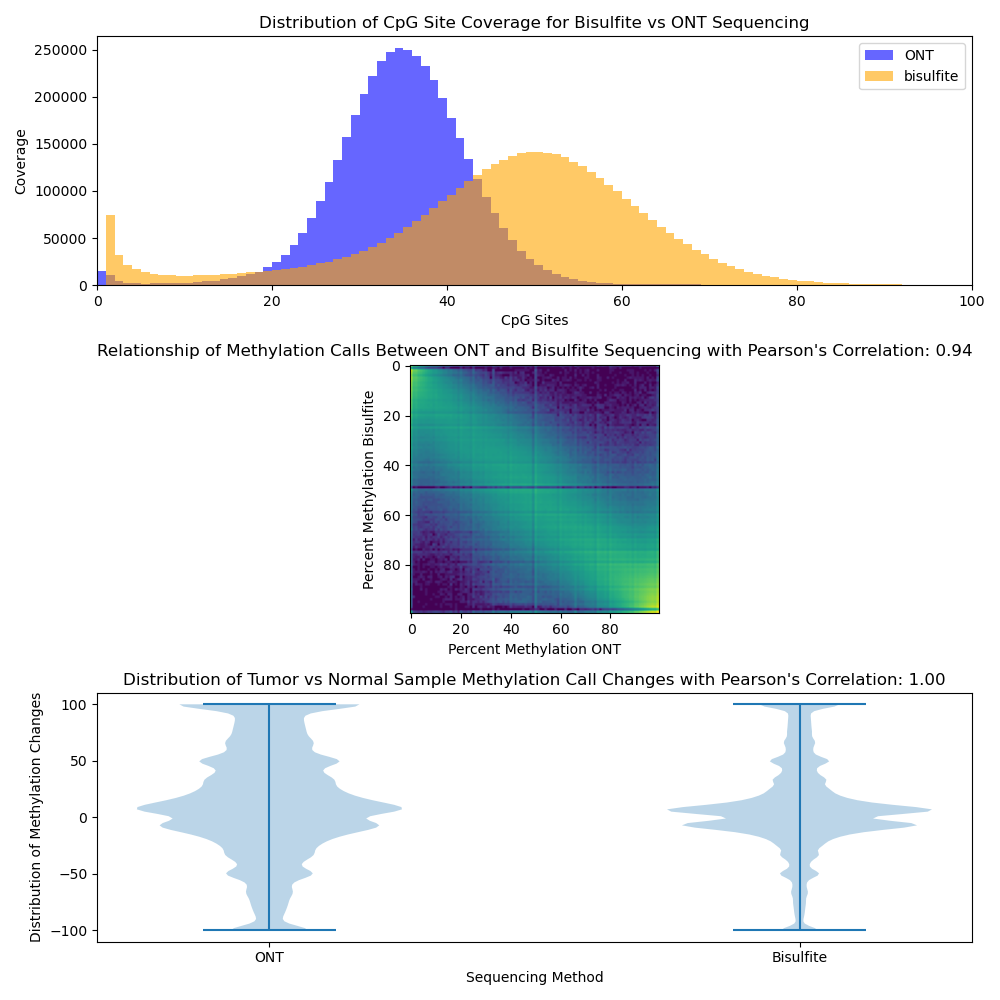 Distribution of CpG Site Coverage for Bisulfite vs ONT Sequencing
250000
200000
150000
100000
50000
0
Coverage
ONT
bisulfite
0 20 40 60 80 100
CpG Sites
Relationship of Methylation Calls Between ONT and Bisulfite Sequencing with Pearson's Correlation: 0.94
0
20
40
60
80
Percent Methylation Bisulfite
0 20 40 60 80
Percent Methylation ONT
Distribution of Tumor vs Normal Sample Methylation Call Changes with Pearson's Correlation: 1.00
100
50
0
−50
−100
Distribution of Methylation Changes
ONT Bisulfite
Sequencing Method